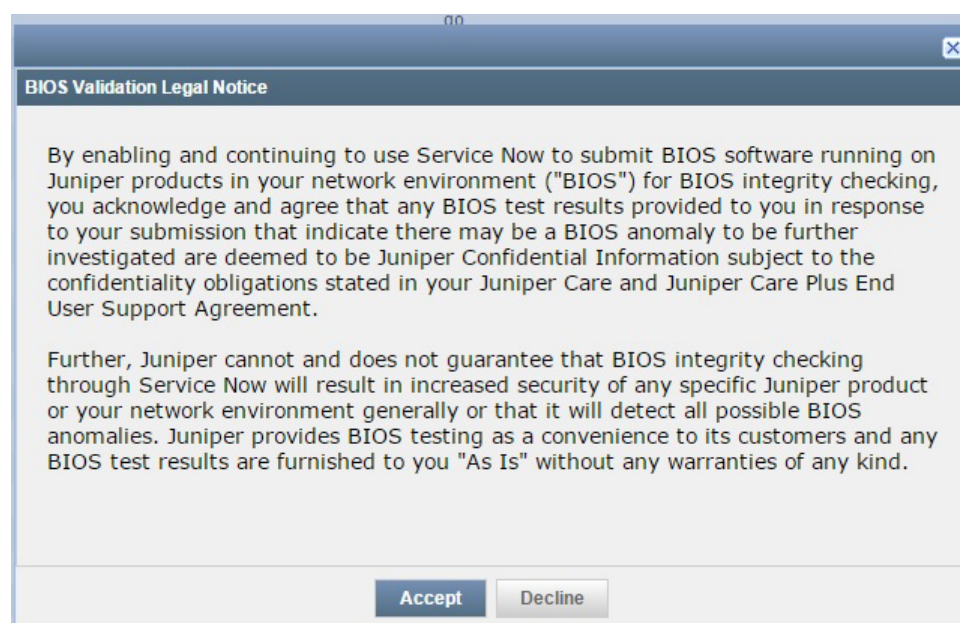 go
BIOS Validation Legal Notice
By enabling and continuing to use Service Now to submit BIOS software running on
Juniper products in your network environment ("BIOS") for BIOS integrity checking,
you acknowledge and agree that any BIOS test results provided to you in response
to your submission that indicate there may be a BIOS anomaly to be further
investigated are deemed to be Juniper Confidential Information subject to the
confidentiality obligations stated in your Juniper Care and Juniper Care Plus End
User Support Agreement.
Further, Juniper cannot and does not guarantee that BIOS integrity checking
through Service Now will result in increased security of any specific Juniper product
or your network environment generally or that it will detect all possible BIOS
anomalies. Juniper provides BIOS testing as a convenience to its customers and any
BIOS test results are furnished to you "As Is" without any warranties of any kind.
Accept Decline